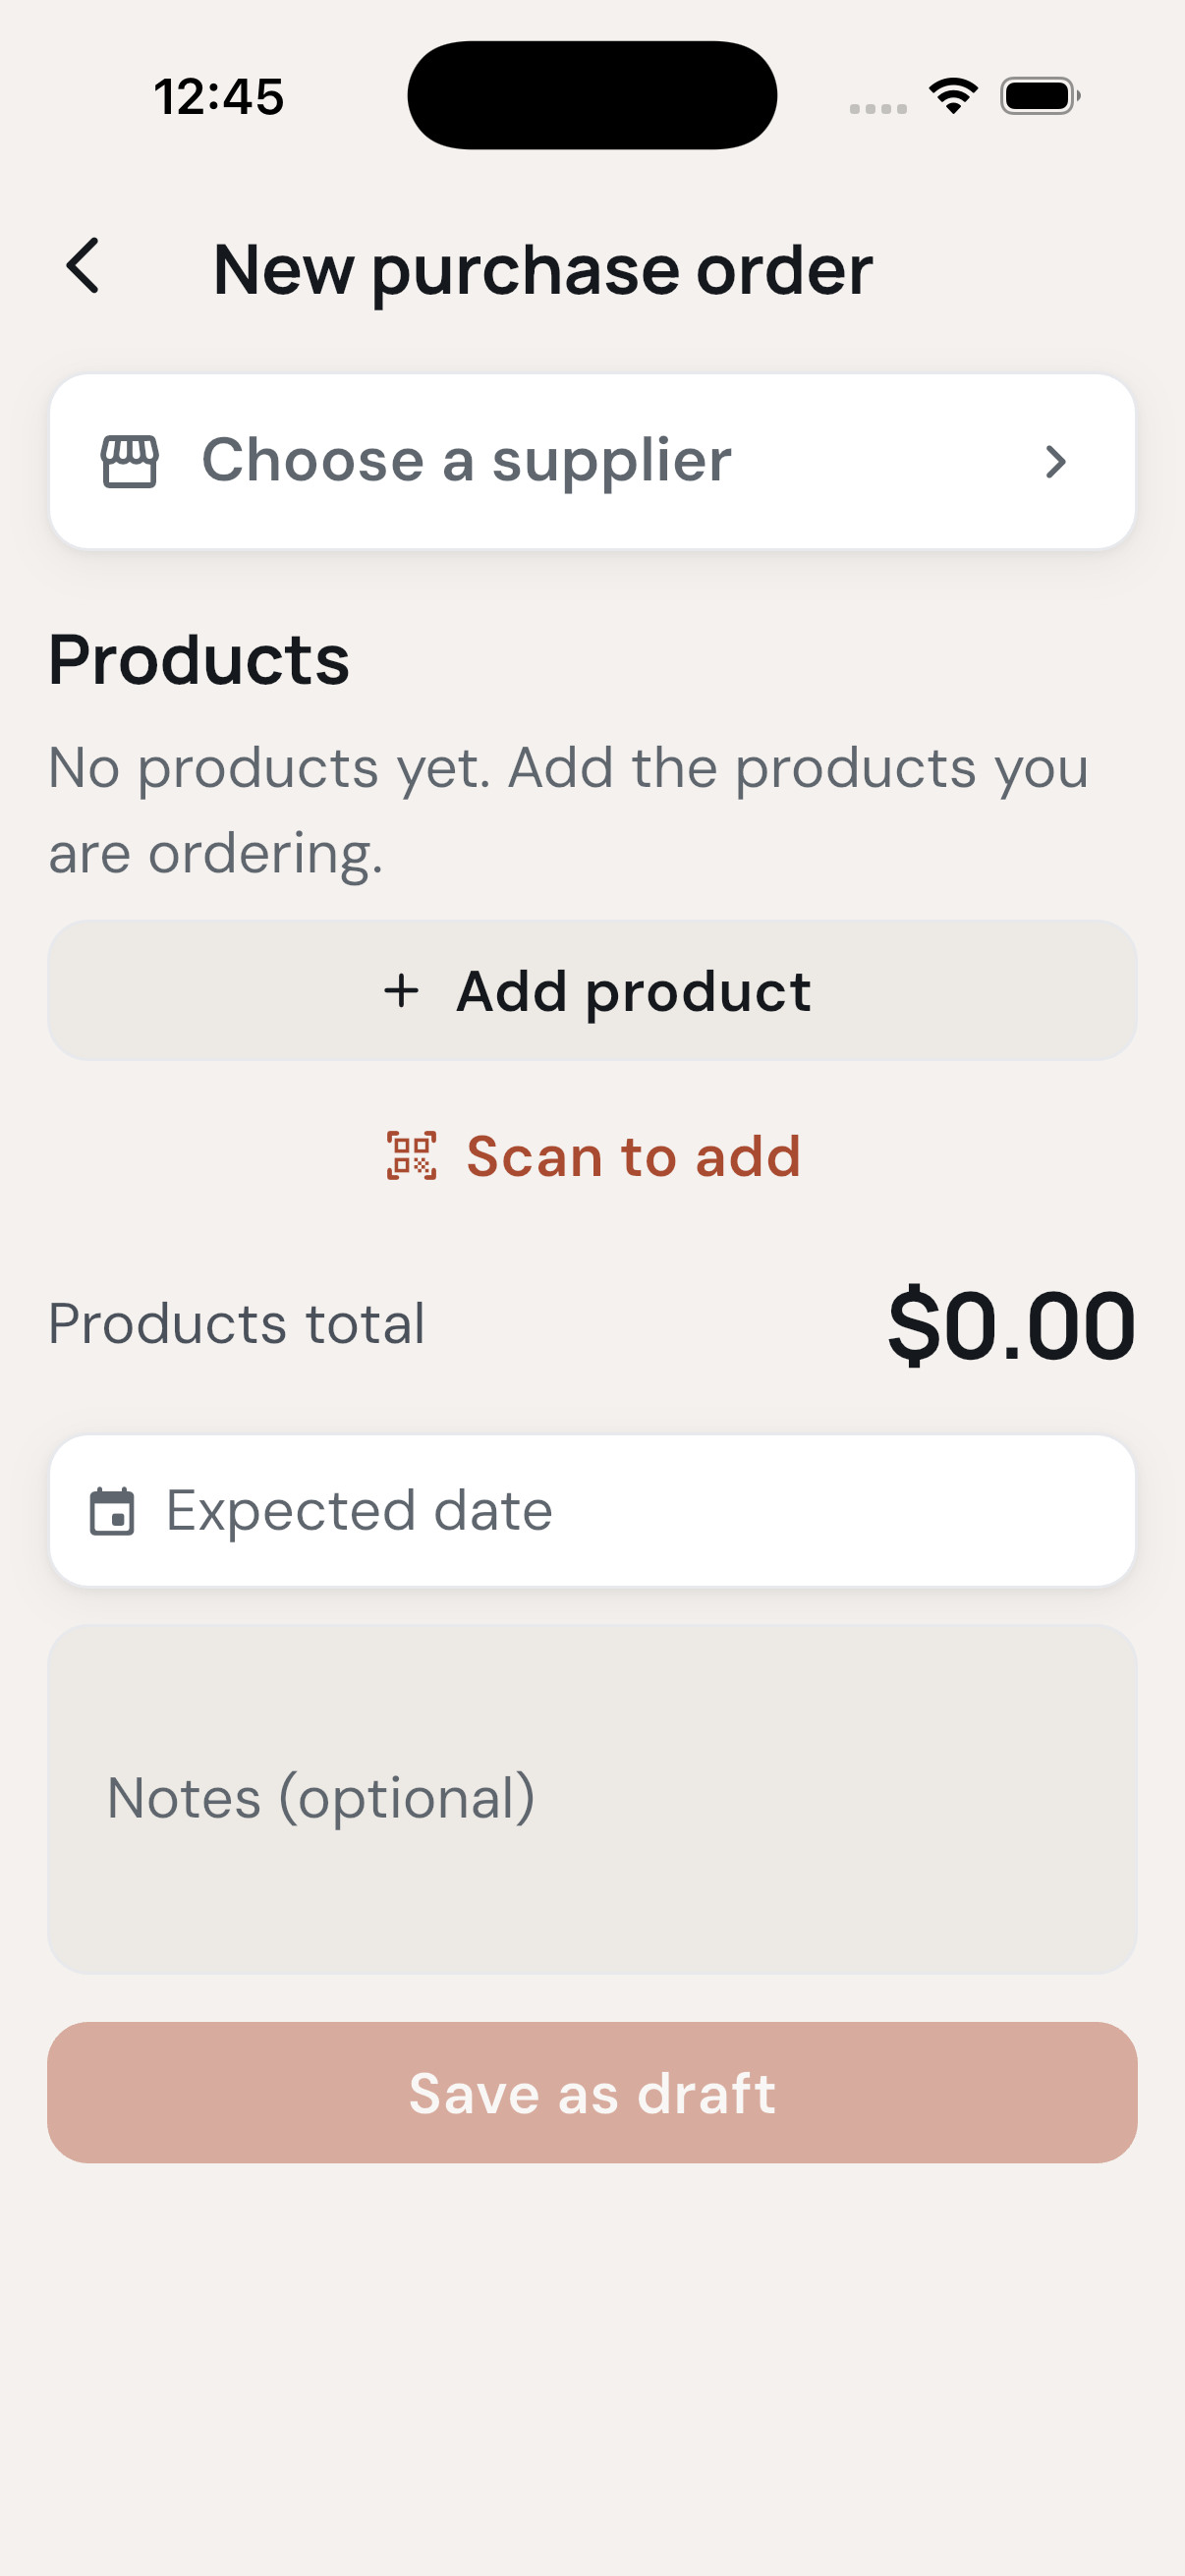 12:45
New purchase order
Choose a supplier
Products
No products yet. Add the products you
are ordering.
Add product
Scan to add
Products total
$0.00
Expected date
Notes (optional)
Save as draft